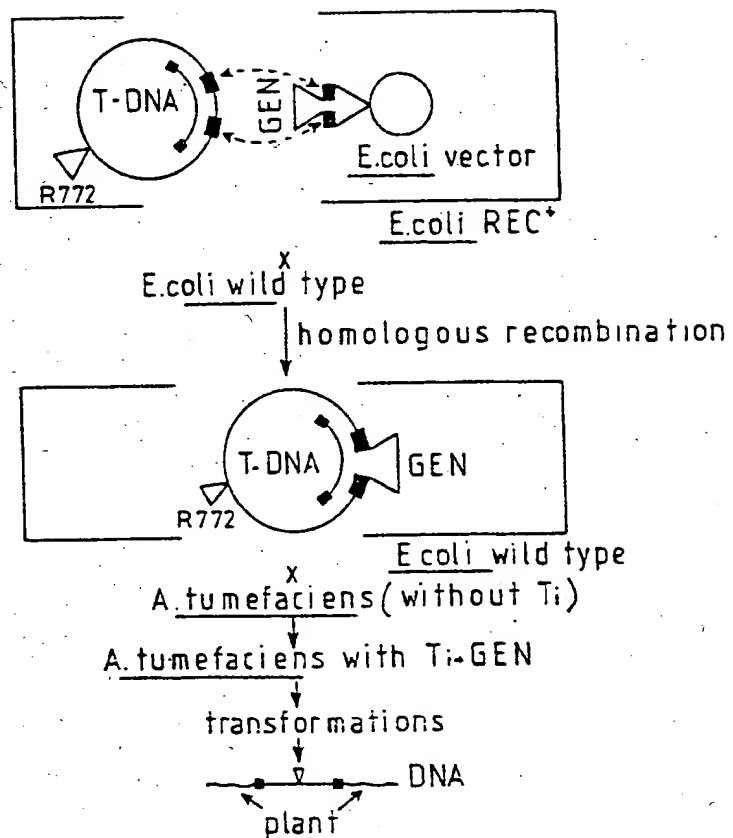 T-DNA
GEN
R772
E.coli vector
E.coli REC+
x
E.coli wild type
homologous recombination
T-DNA
GEN
R772
E coli wild type
x
A. tumefaciens (without Ti)
A. tumefaciens with Ti-GEN
transformations
DNA
plant